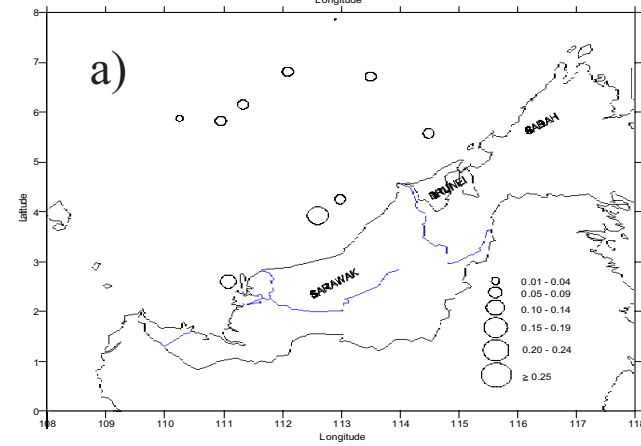 Longitude
8
a)
7
6
SABAH
5
BRUNEI
4
latitude
3
SARAWAK
2
1
0
0.01 - 0.04
0.05 - 0.09
0.10 - 0.14
0.15 - 0.19
0.20 - 0.24
≥ 0.25
108 109 110 111 112 113 114 115 116 117 118
Longitude